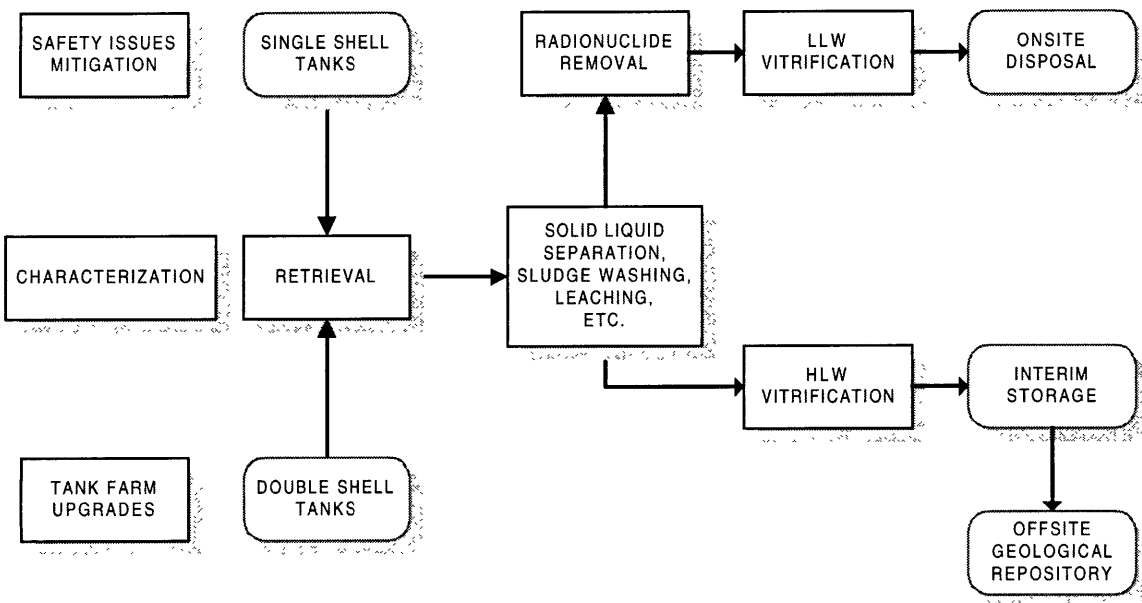 SAFETY ISSUES
MITIGATION
SINGLE SHELL
TANKS
RADIONUCLIDE
REMOVAL
LLW
VITRIFICATION
ONSITE
DISPOSAL
CHARACTERIZATION
RETRIEVAL
SOLID LIQUID
SEPARATION,
SLUDGE WASHING,
LEACHING,
ETC.
HLW
VITRIFICATION
INTERIM
STORAGE
TANK FARM
UPGRADES
DOUBLE SHELL
TANKS
OFFSITE
GEOLOGICAL
REPOSITORY